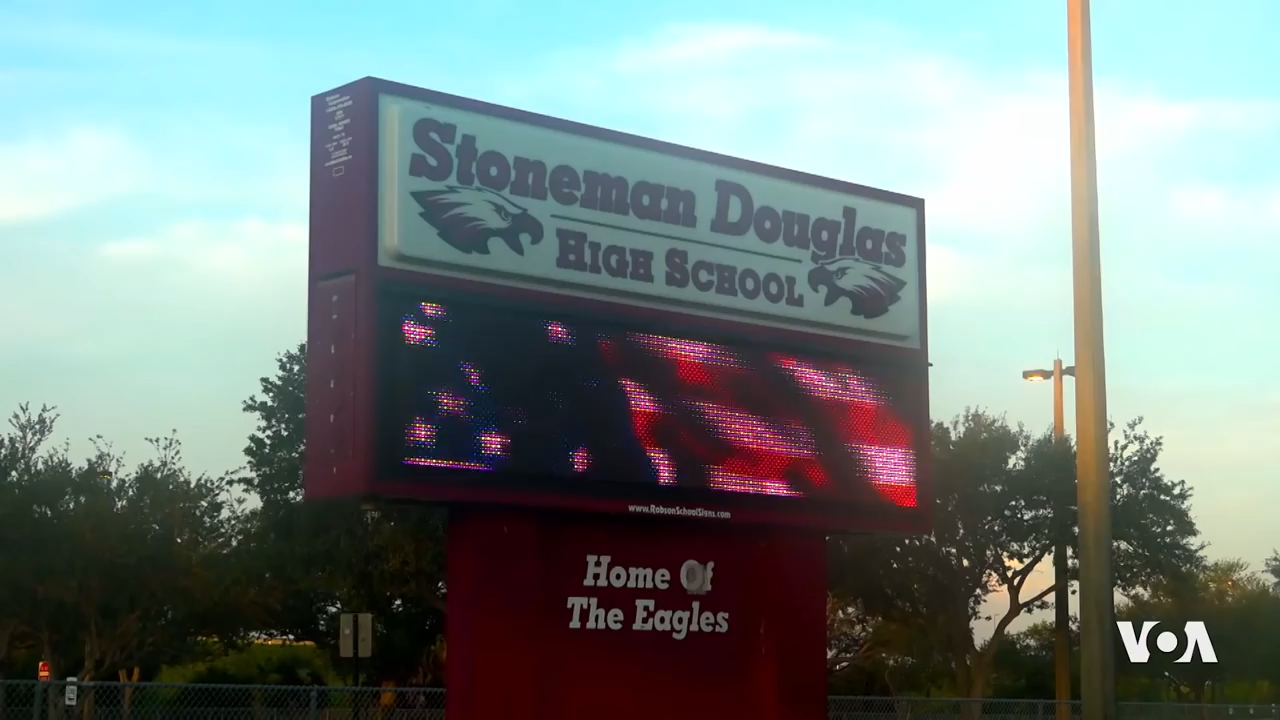 Stoneman Douglas
HIGH SCHOOL
www.RobsonSchoolSigns.com
Home Of
The Eagles
VOA